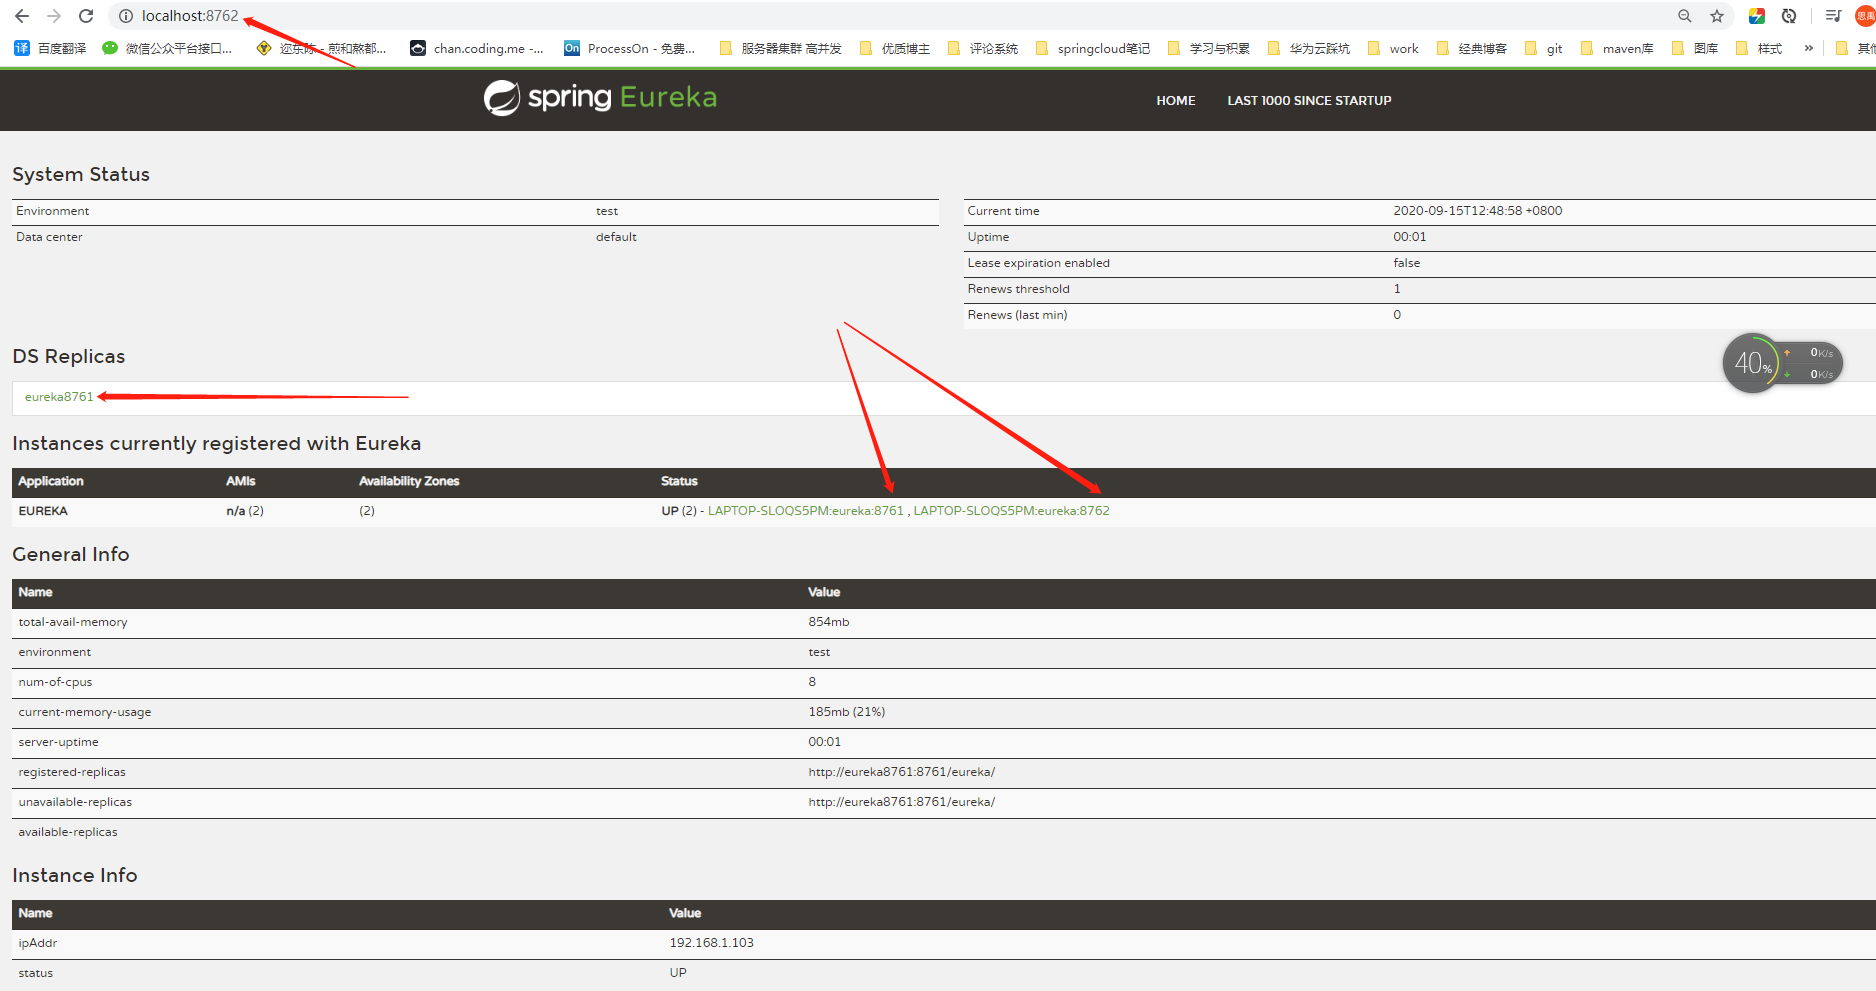 localhost:8762
百度翻译 微信公众平台接口... 迩东陈 - 煎和熬都... chan.coding.me -... ProcessOn - 免费... 服务器集群 高并发 优质博主 评论系统 springcloud笔记 学习与积累 华为云踩坑 work 经典博客 git maven库 图库 样式 » 其他
spring Eureka HOME LAST 1000 SINCE STARTUP
System Status
Environment test Current time 2020-09-15T12:48:58 +0800
Data center default Uptime 00:01
Lease expiration enabled false
Renews threshold 1
Renews (last min) 0
DS Replicas
40% 0K/s
0K/s
eureka8761
Instances currently registered with Eureka
Application AMIs Availability Zones Status
EUREKA n/a (2) (2) UP (2) - LAPTOP-SLOQS5PM:eureka:8761 , LAPTOP-SLOQS5PM:eureka:8762
General Info
Name Value
total-avail-memory 854mb
environment test
num-of-cpus 8
current-memory-usage 185mb (21%)
server-uptime 00:01
registered-replicas http://eureka8761:8761/eureka/
unavailable-replicas http://eureka8761:8761/eureka/
available-replicas
Instance Info
Name Value
ipAddr 192.168.1.103
status UP